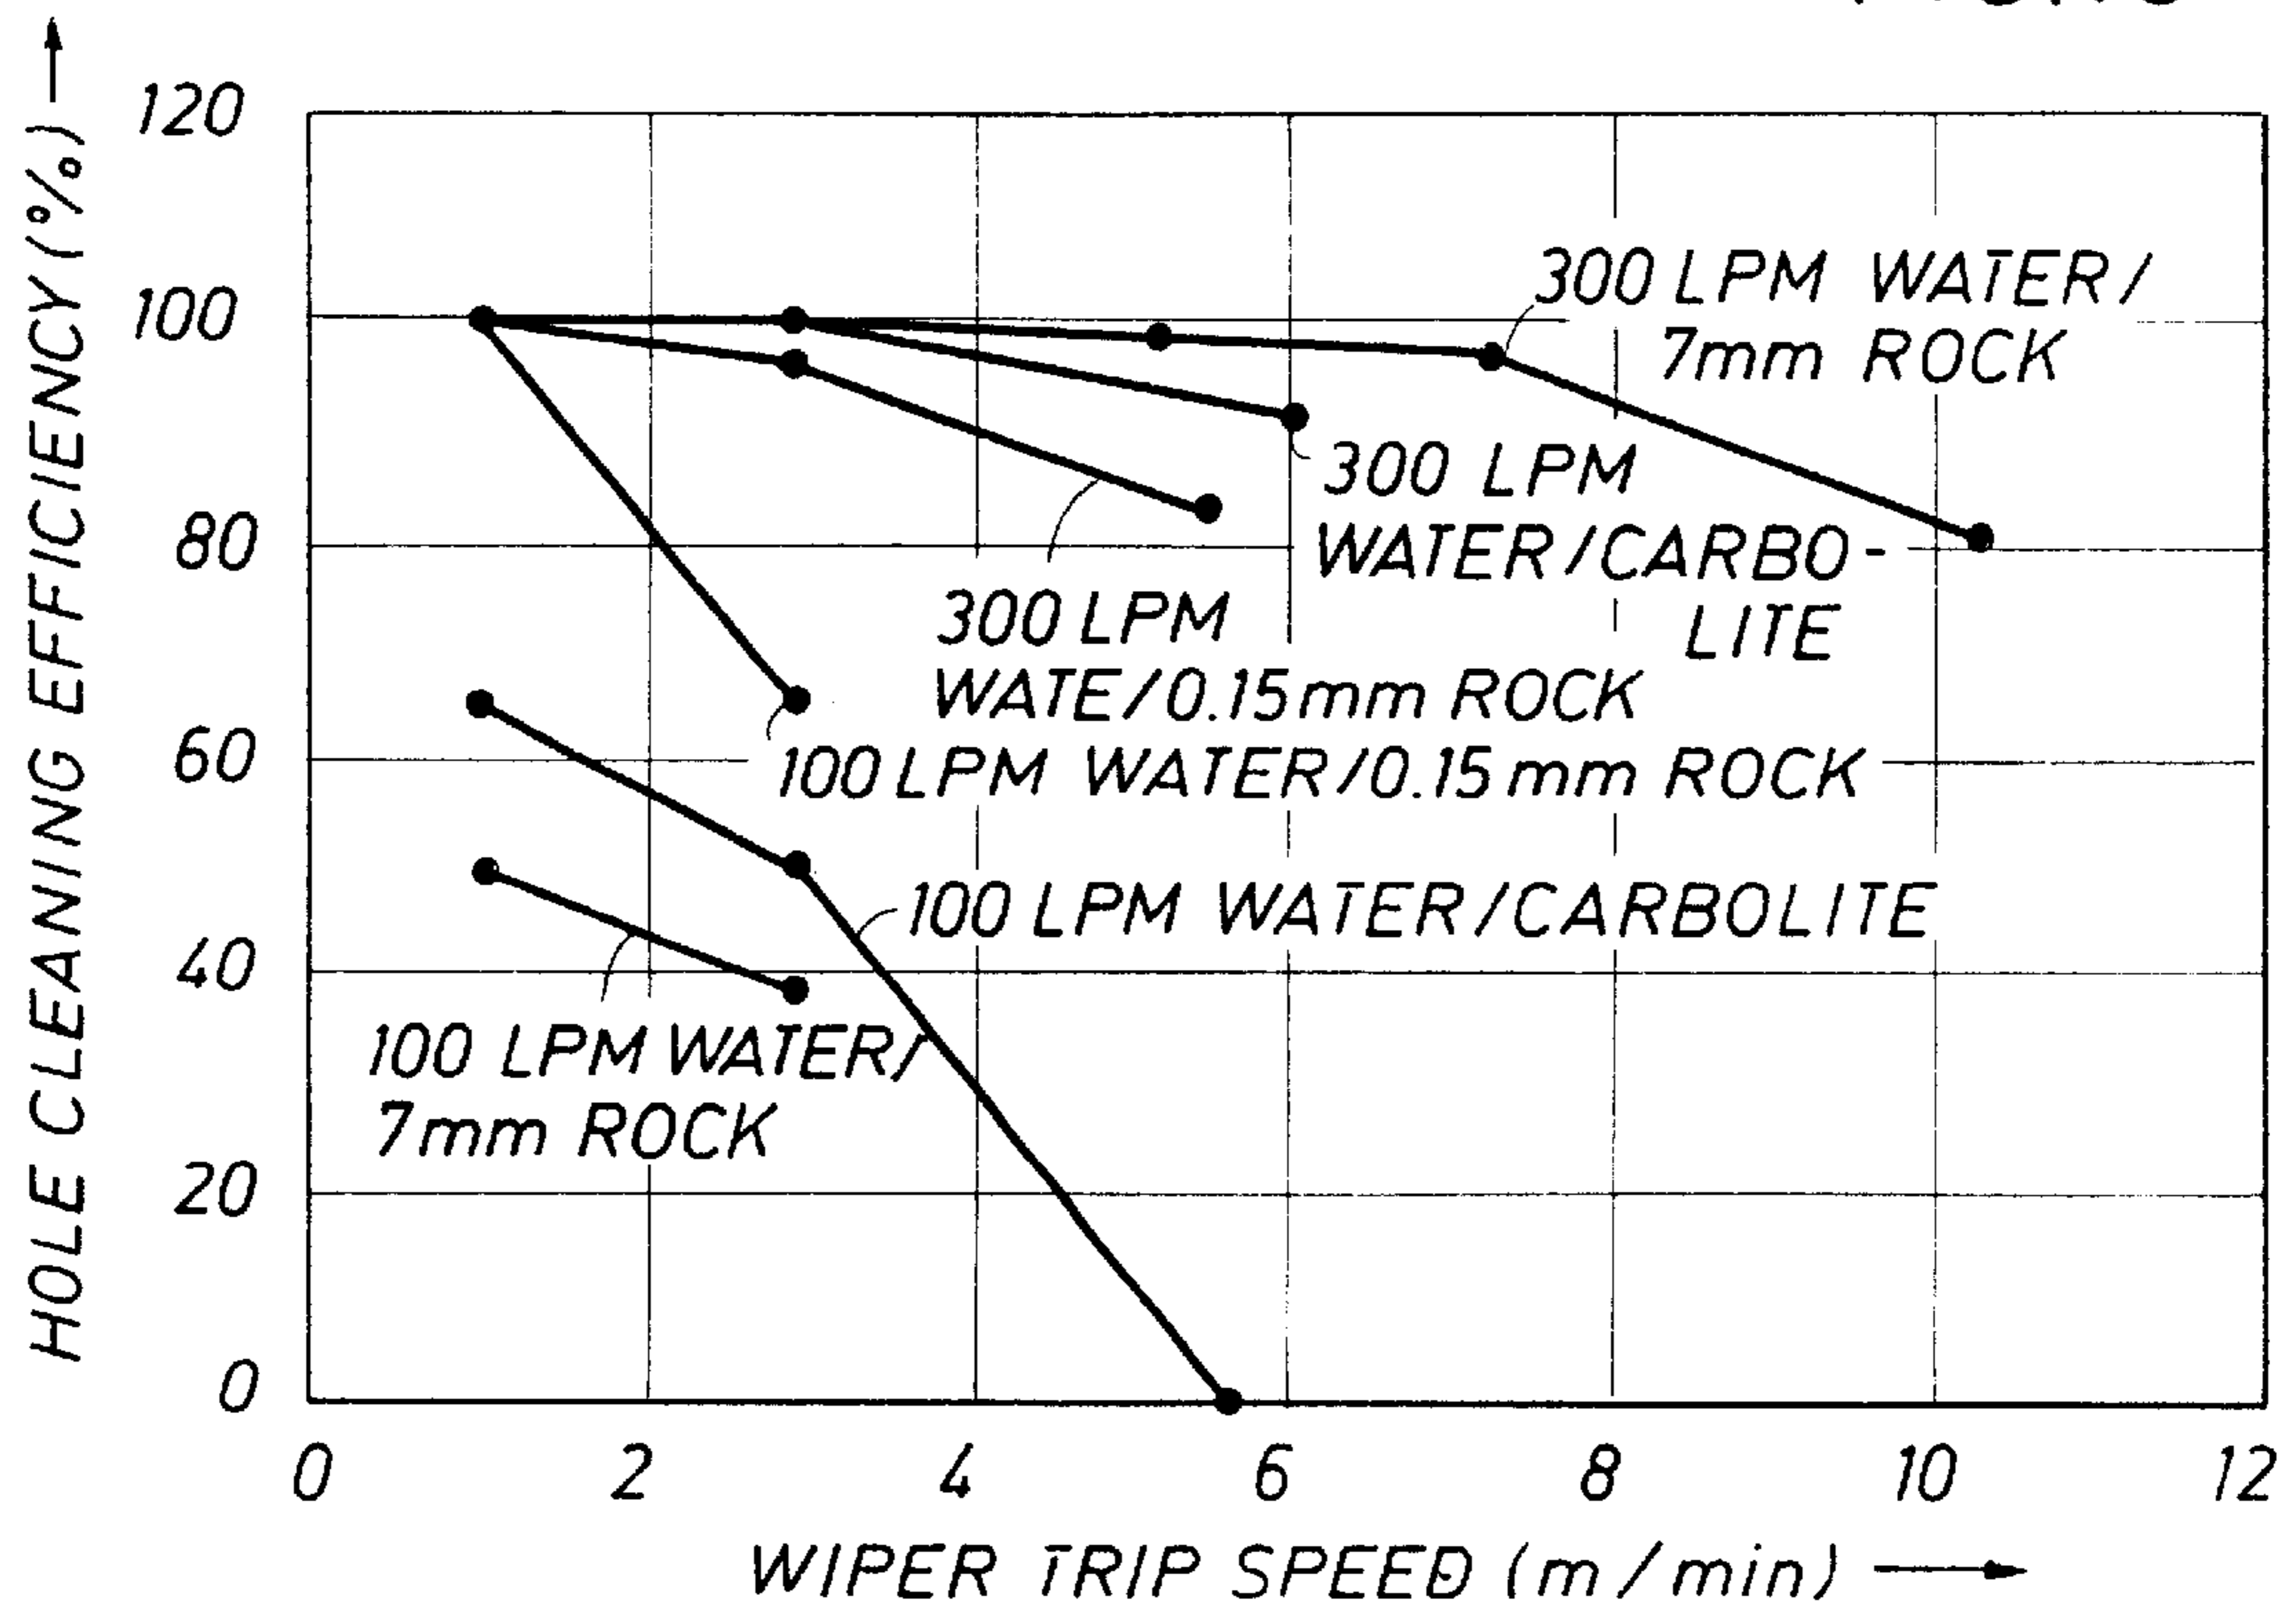 HOLE CLEANING EFFICIENCY (%)
120
100
80
60
40
20
0
300 LPM WATER/
7mm ROCK
300 LPM
WATER/CARBO-
LITE
300 LPM
WATE/0.15mm ROCK
100 LPM WATER/0.15mm ROCK
100 LPM WATER/CARBOLITE
100 LPM WATER/
7mm ROCK
0 2 4 6 8 10 12
WIPER TRIP SPEED (m/min)